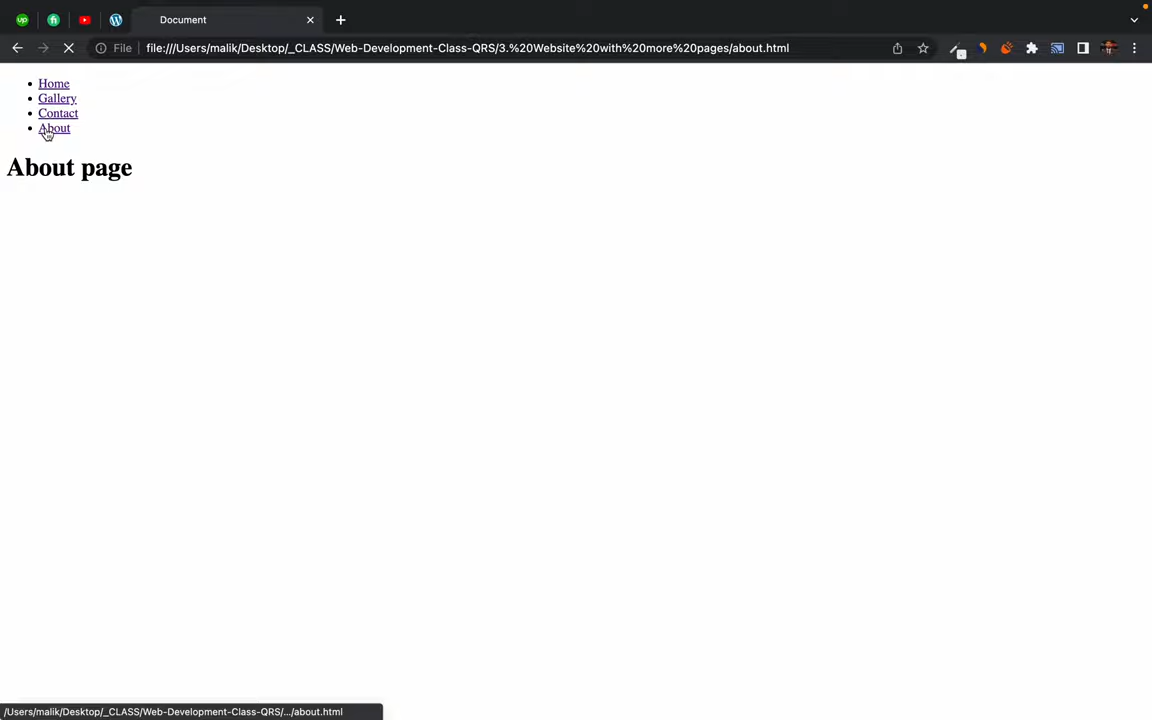 Document
File
file:///Users/malik/Desktop/_CLASS/Web-Development-Class-QRS/3.%20Website%20with%20more%20pages/about.html
Home
Gallery
Contact
About
About page
/Users/malik/Desktop/_CLASS/Web-Development-Class-QRS/.../about.html